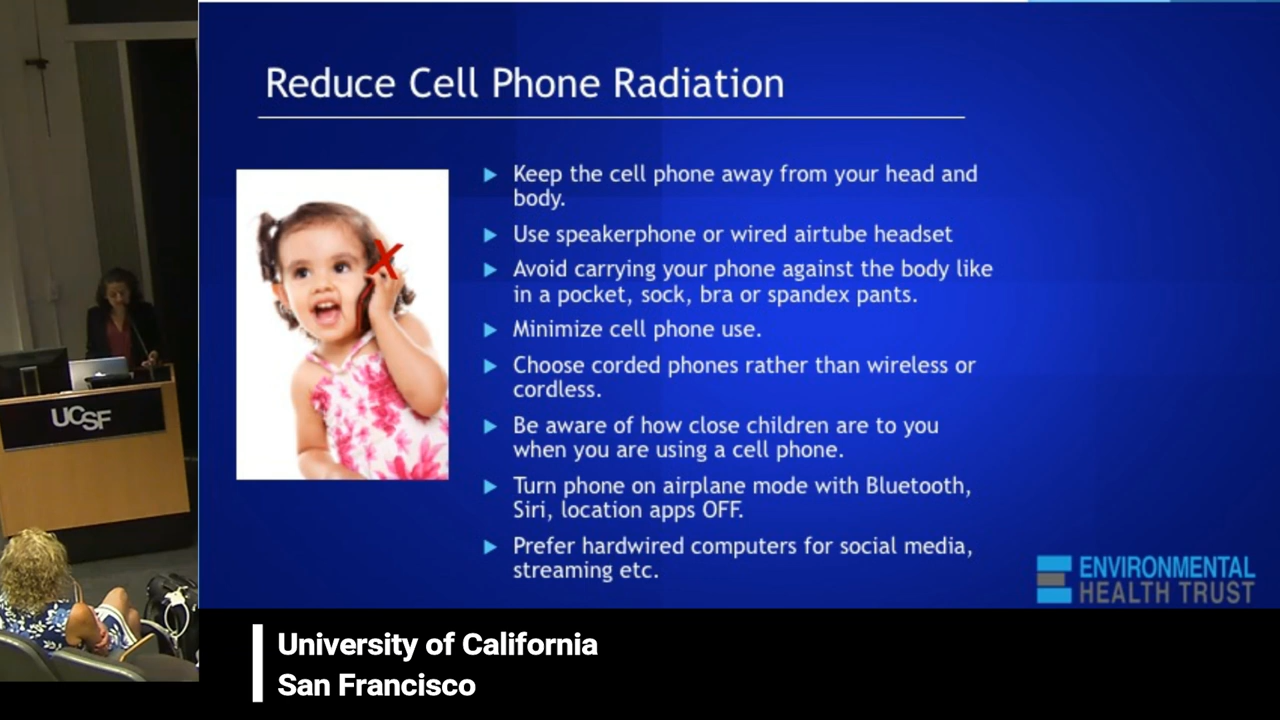 Reduce Cell Phone Radiation
Keep the cell phone away from your head and
body.
Use speakerphone or wired airtube headset
Avoid carrying your phone against the body like
in a pocket, sock, bra or spandex pants.
Minimize cell phone use.
Choose corded phones rather than wireless or
cordless.
Be aware of how close children are to you
when you are using a cell phone.
Turn phone on airplane mode with Bluetooth,
Siri, location apps OFF.
Prefer hardwired computers for social media,
streaming etc.
ENVIRONMENTAL
HEALTH TRUST
UCSF
University of California
San Francisco